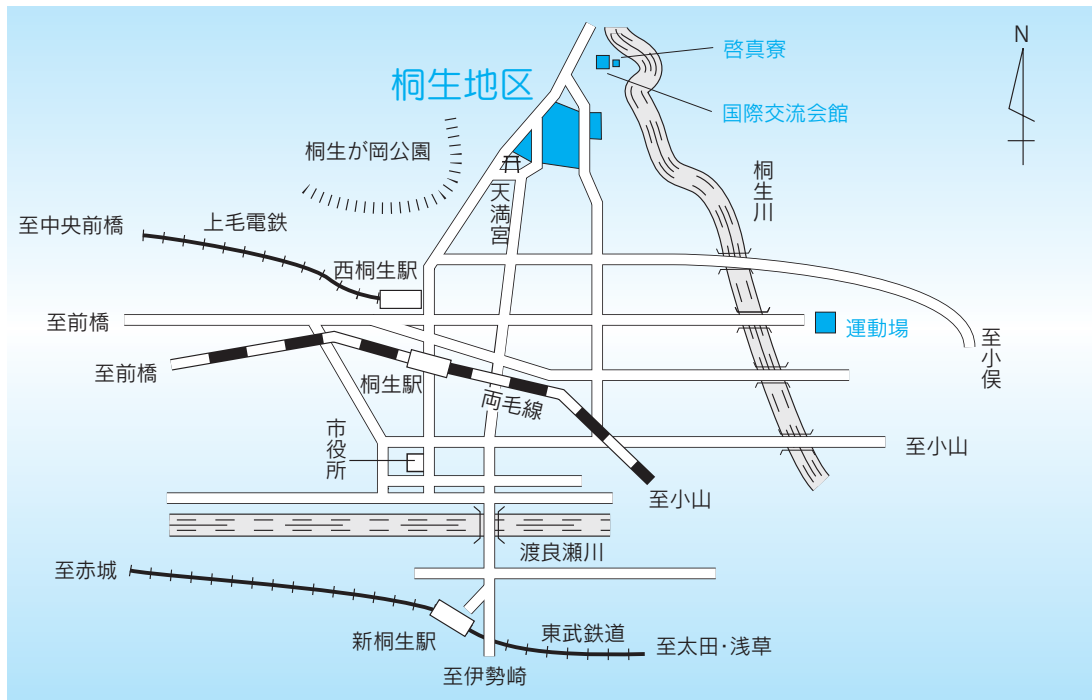 N
啓真寮
桐生地区
国際交流会館
桐生が岡公園
桐生川
天満宮
至中央前橋
上毛電鉄
西桐生駅
至前橋
運動場
至小俣
至前橋
桐生駅
両毛線
市役所
至小山
至小山
渡良瀬川
至赤城
新桐生駅
東武鉄道
至太田・浅草
至伊勢崎